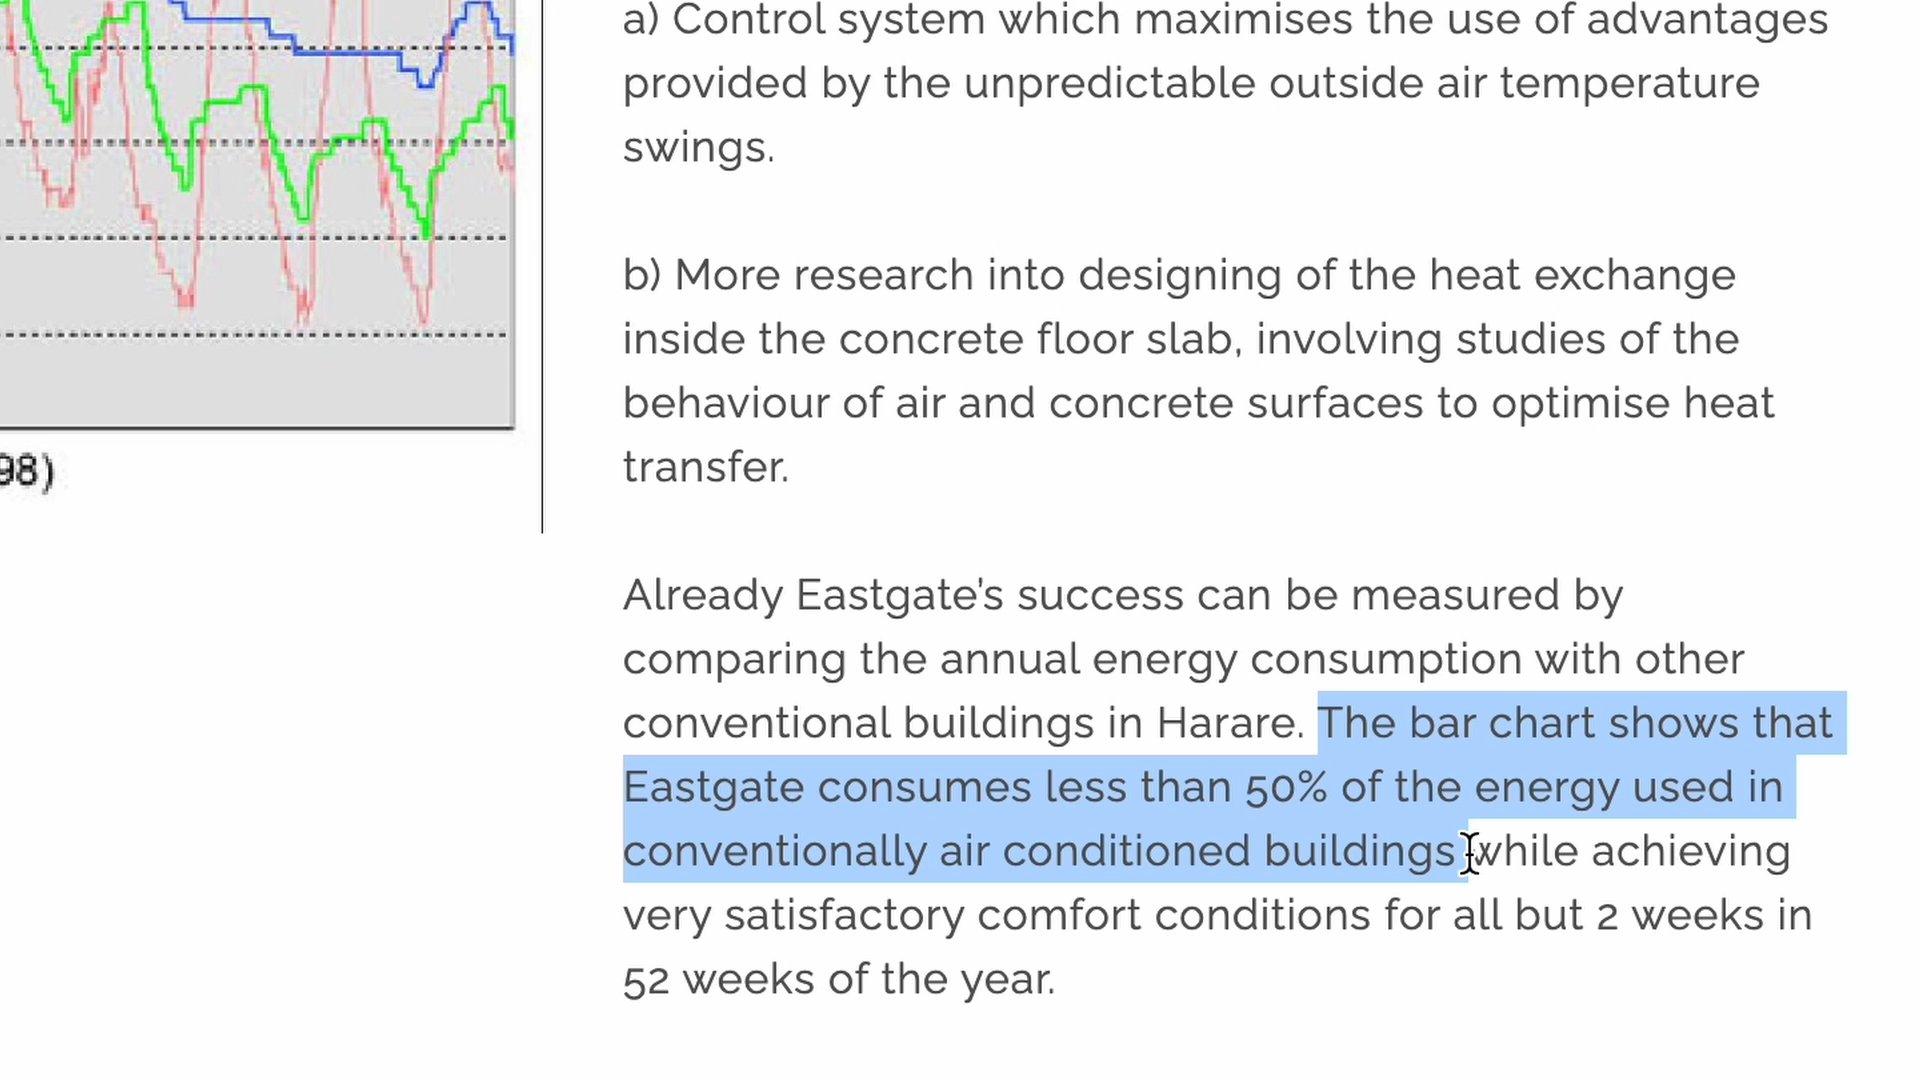 a) Control system which maximises the use of advantages
provided by the unpredictable outside air temperature
swings.
b) More research into designing of the heat exchange
inside the concrete floor slab, involving studies of the
behaviour of air and concrete surfaces to optimise heat
transfer.
98)
Already Eastgate’s success can be measured by
comparing the annual energy consumption with other
conventional buildings in Harare. The bar chart shows that
Eastgate consumes less than 50% of the energy used in
conventionally air conditioned buildings while achieving
very satisfactory comfort conditions for all but 2 weeks in
52 weeks of the year.